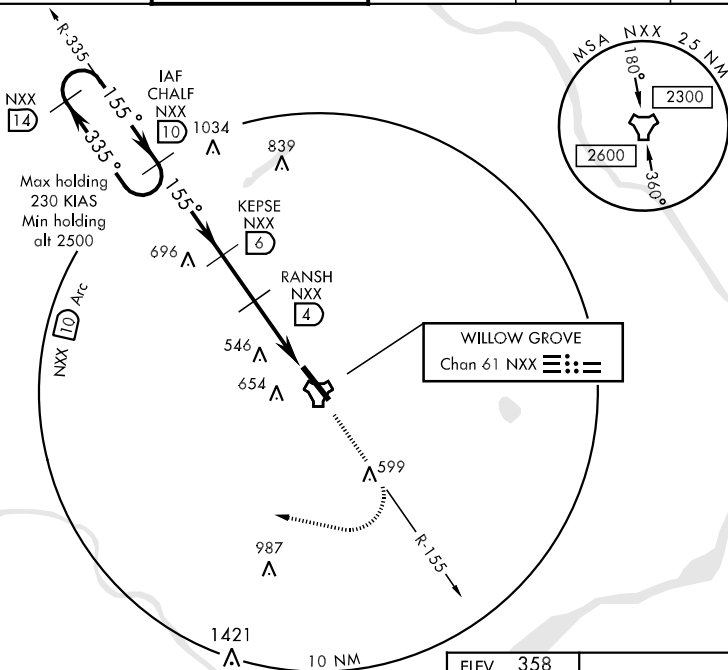 R-335
MSA NXX 25 NM
180°
2300
2600
360°
IAF
CHALF
NXX
10
NXX
14
155°
335°
1034
839
Max holding
230 KIAS
Min holding
alt 2500
155°
KEPSE
NXX
6
696
RANSH
NXX
4
NXX 10 Arc
WILLOW GROVE
Chan 61 NXX
546
654
599
R-155
987
1421
10 NM
ELEV 358